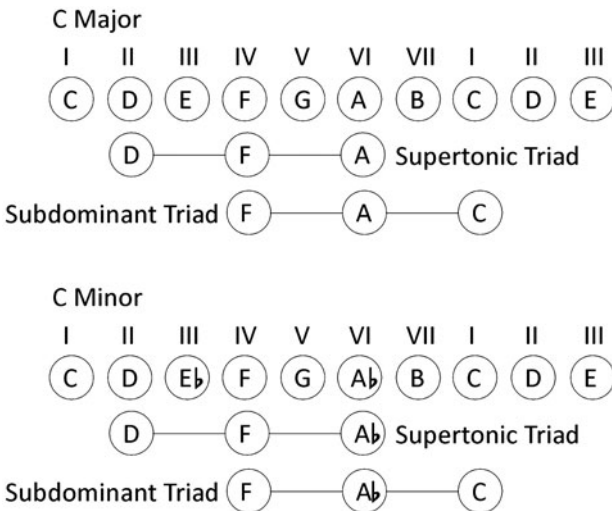 C Major
I II III IV V VI VII I II III
C D E F G A B C D E
D F A Supertonic Triad
Subdominant Triad F A C
C Minor
I II III IV V VI VII I II III
C D E♭ F G A♭ B C D E
D F A♭ Supertonic Triad
Subdominant Triad F A♭ C